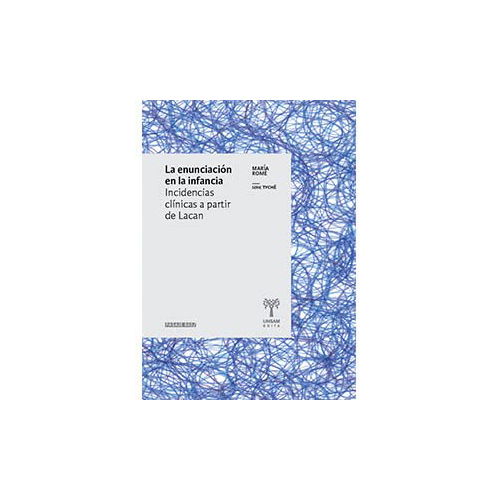 La enunciación
en la infancia
Incidencias
clínicas a partir
de Lacan
MARÍA
ROMÉ
serie TYCHÉ
UNSAM
EDITA